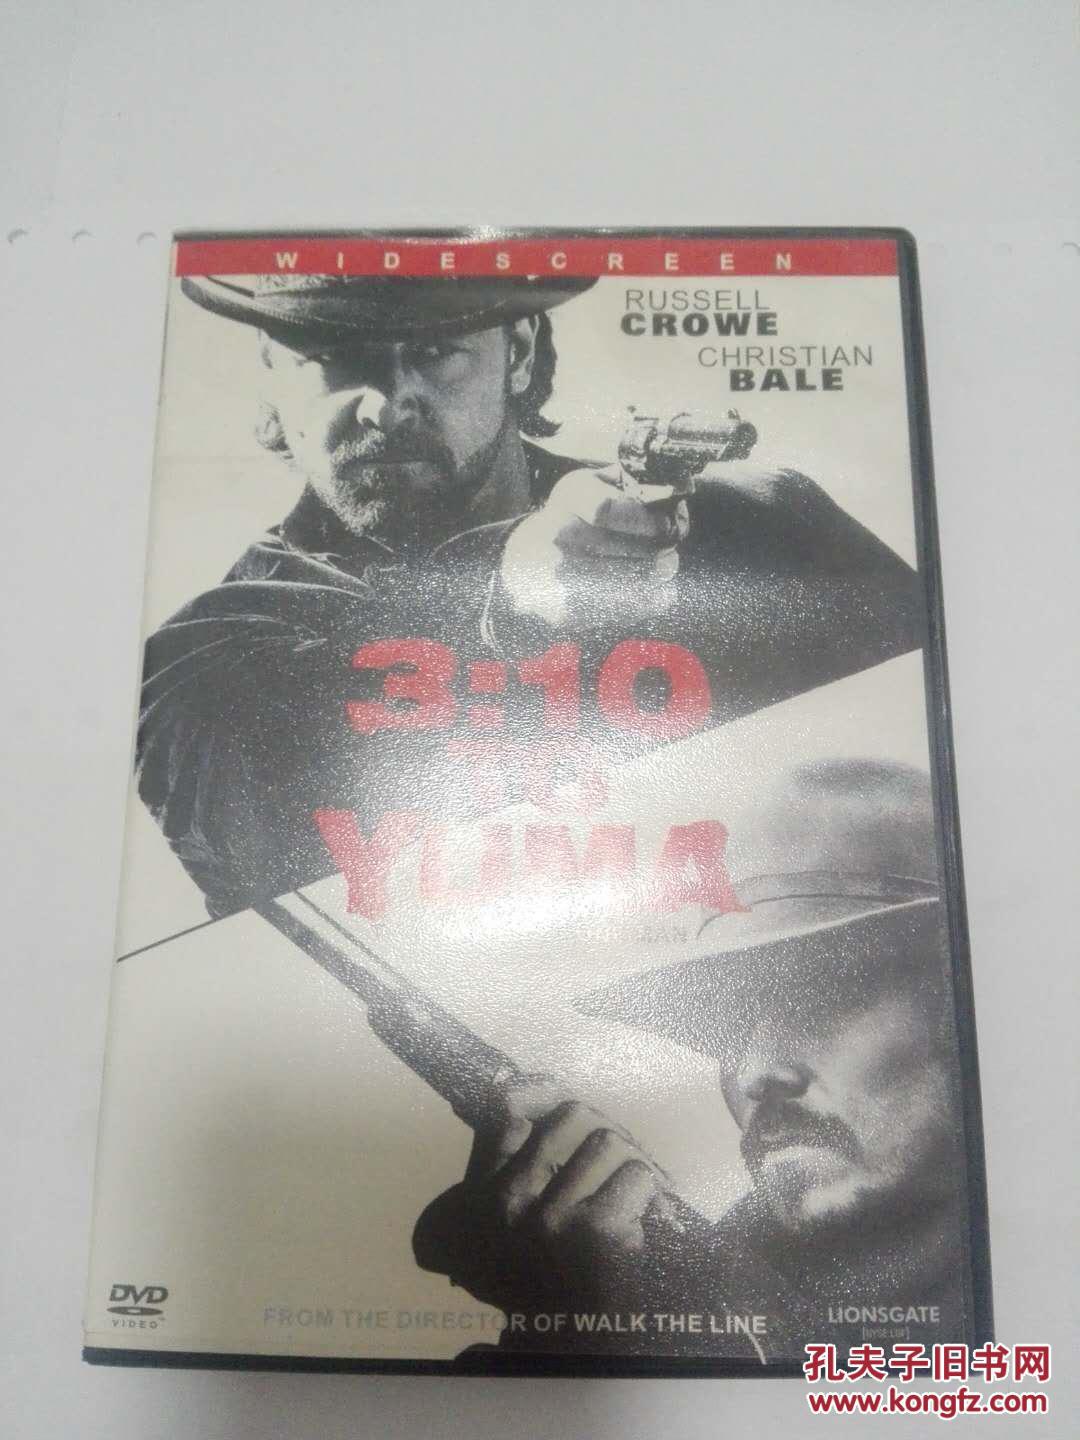 WIDESCREEN
RUSSELL
CROWE
CHRISTIAN
BALE
3:10
TO
YUMA
DVD
VIDEO
FROM THE DIRECTOR OF WALK THE LINE
LIONSGATE
孔夫子旧书网
www.kongfz.com